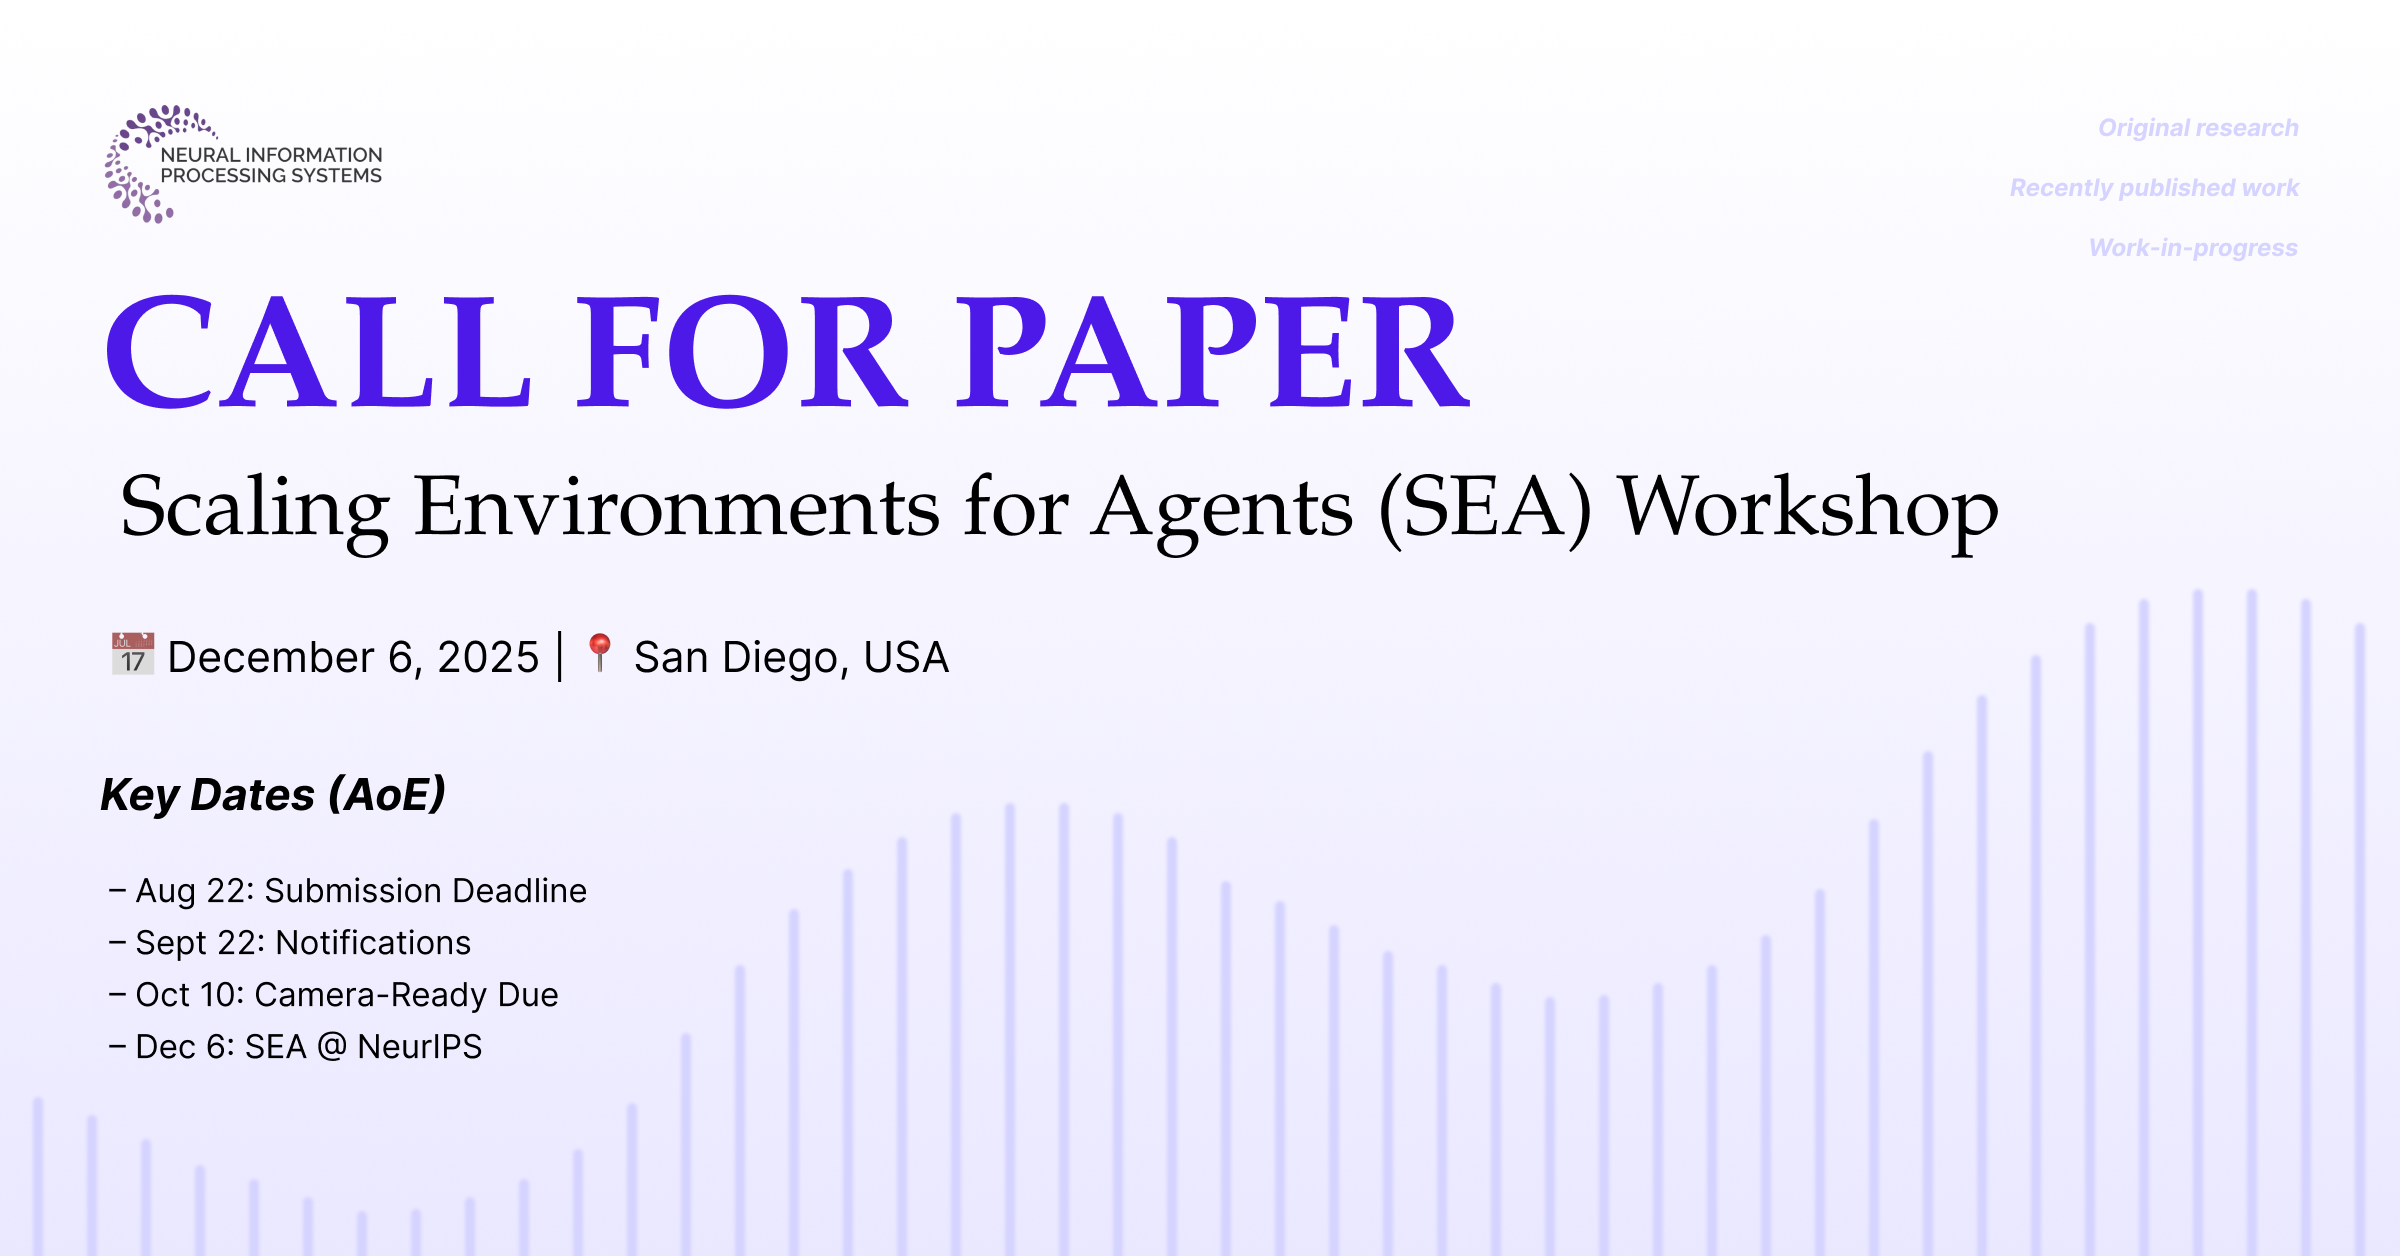 NEURAL INFORMATION
PROCESSING SYSTEMS
Original research
Recently published work
Work-in-progress
CALL FOR PAPER
Scaling Environments for Agents (SEA) Workshop
JUL
17
December 6, 2025 | San Diego, USA
Key Dates (AoE)
– Aug 22: Submission Deadline
– Sept 22: Notifications
– Oct 10: Camera-Ready Due
– Dec 6: SEA @ NeurIPS